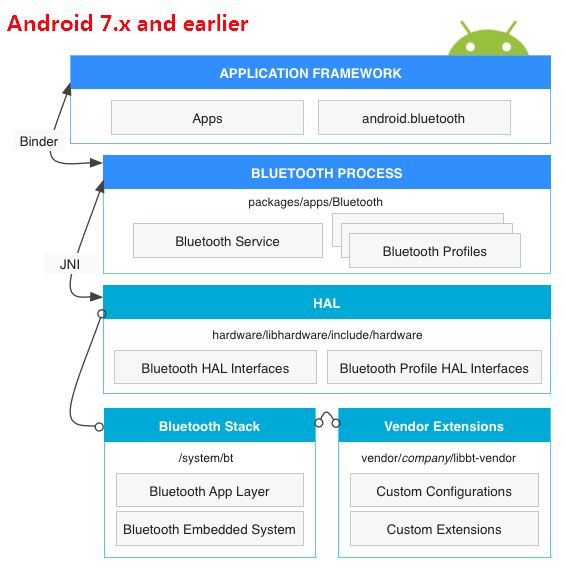 Android 7.x and earlier
APPLICATION FRAMEWORK
Apps
android.bluetooth
Binder
BLUETOOTH PROCESS
packages/apps/Bluetooth
Bluetooth Service
Bluetooth Profiles
JNI
HAL
hardware/libhardware/include/hardware
Bluetooth HAL Interfaces
Bluetooth Profile HAL Interfaces
Bluetooth Stack
/system/bt
Bluetooth App Layer
Bluetooth Embedded System
Vendor Extensions
vendor/company/libbt-vendor
Custom Configurations
Custom Extensions